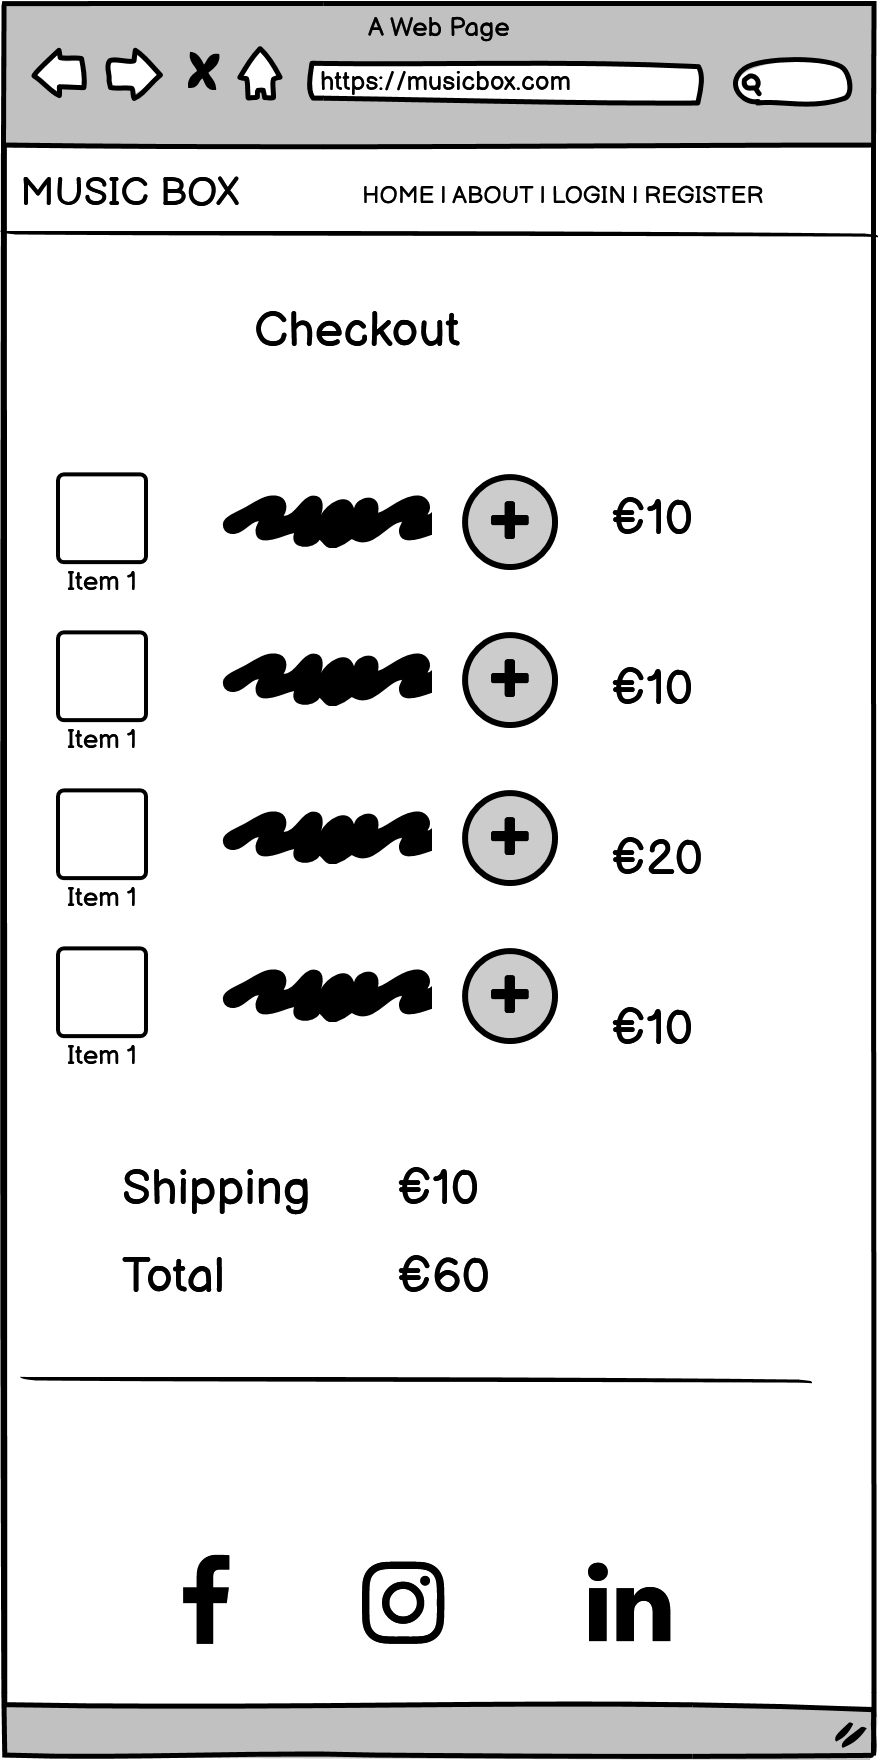 A Web Page
https://musicbox.com
MUSIC BOX
HOME | ABOUT | LOGIN | REGISTER
Checkout
€10
Item 1
€10
Item 1
€20
Item 1
€10
Item 1
Shipping €10
Total €60
f
in